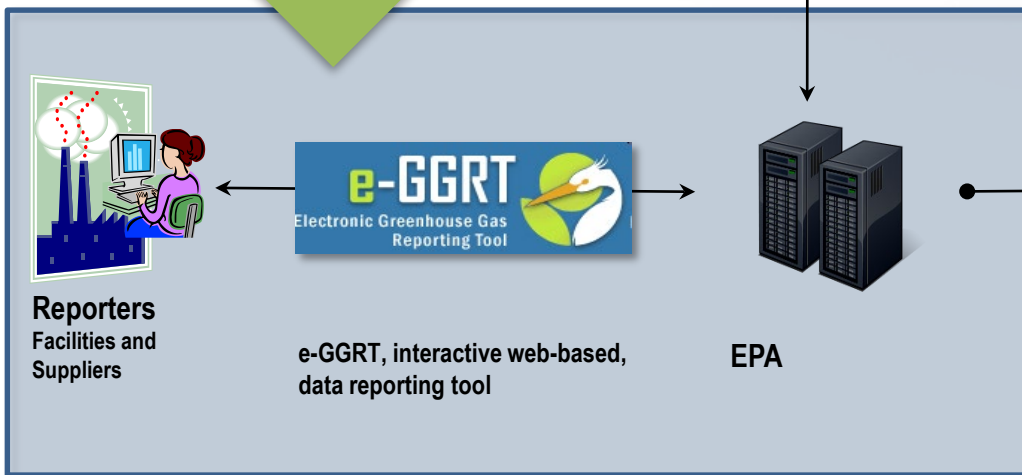 e-GGRT
Electronic Greenhouse Gas
Reporting Tool
Reporters
Facilities and
Suppliers
e-GGRT, interactive web-based,
data reporting tool
EPA